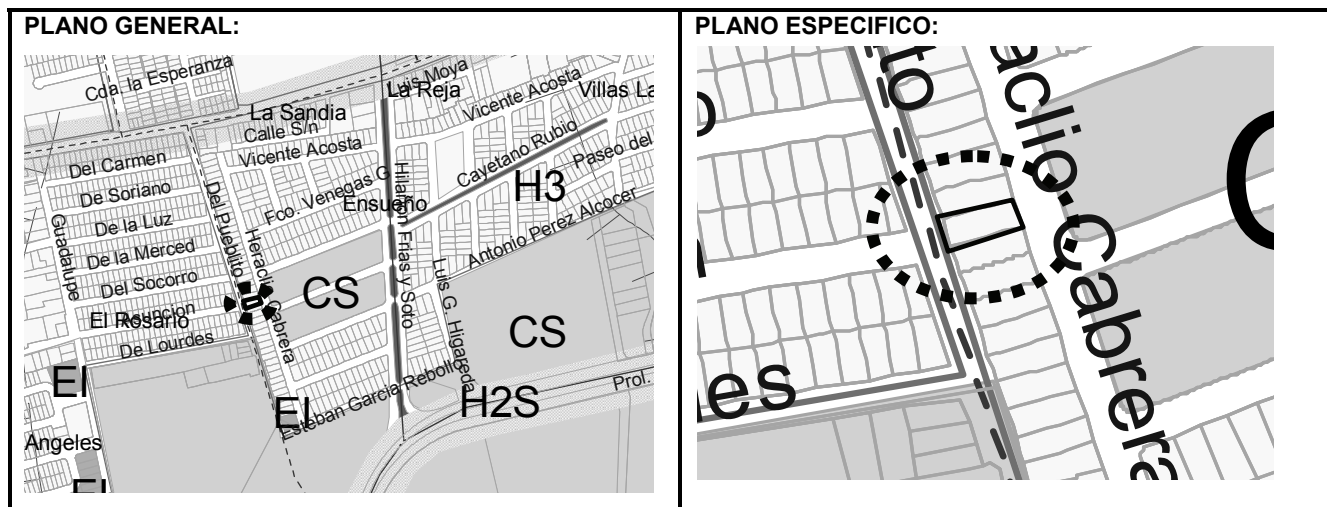 PLANO GENERAL:
Cda. la Esperanza
Luis Moya
La Reja
Villas La
La Sandia
Calle S/n
Vicente Acosta
Vicente Acosta
Cayetano Rubio
Paseo del
Del Carmen
De Soriano
De la Luz
De la Merced
Del Socorro
Asuncion
El Rosario
De Lourdes
Guadalupe
Del Pueblito
Heraclio Cabrera
Fco. Venegas G
Ensueño
Hilarion Frias y Soto
H3
Antonio Perez Alcocer
Luis G. Higareda
CS
CS
EI
EI
Esteban Garcia Rebollo
H2S
Prol.
Angeles
EI
PLANO ESPECIFICO:
ito
aclio Cabrera
o
des
C